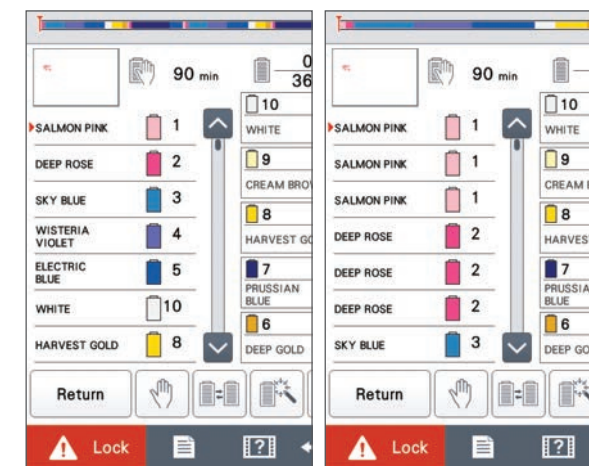 90 min
0
36
SALMON PINK 1
DEEP ROSE 2
SKY BLUE 3
WISTERIA
VIOLET 4
ELECTRIC
BLUE 5
WHITE 10
HARVEST GOLD 8
10
WHITE
9
CREAM BRO
8
HARVEST GO
7
PRUSSIAN
BLUE
6
DEEP GOLD
Return
Lock
?
90 min
SALMON PINK 1
SALMON PINK 1
SALMON PINK 1
DEEP ROSE 2
DEEP ROSE 2
DEEP ROSE 2
SKY BLUE 3
10
WHITE
9
CREAM
8
HARVES
7
PRUSSIA
BLUE
6
DEEP GO
Return
Lock
?